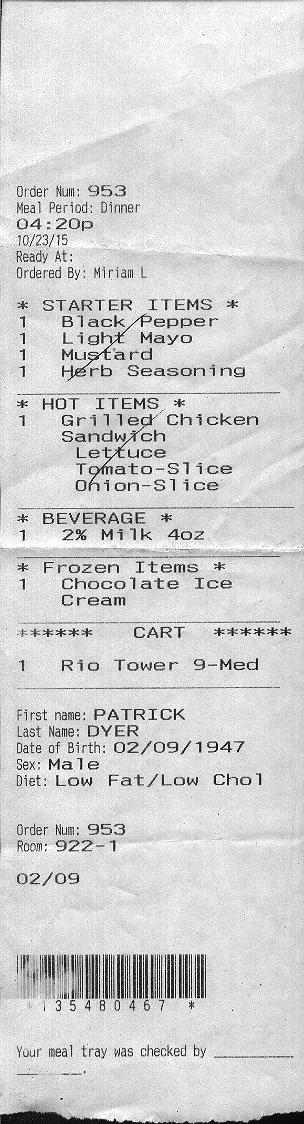 Order Num: 953
Meal Period: Dinner
04:20p
10/23/15
Ready At:
Ordered By: Miriam L
* STARTER ITEMS *
1 Black Pepper
1 Light Mayo
1 Mustard
1 Herb Seasoning
* HOT ITEMS *
1 Grilled Chicken
Sandwich
Lettuce
Tomato-Slice
Onion-Slice
* BEVERAGE *
1 2% Milk 4oz
* Frozen Items *
1 Chocolate Ice
Cream
****** CART ******
1 Rio Tower 9-Med
First name: PATRICK
Last Name: DYER
Date of Birth: 02/09/1947
Sex: Male
Diet: Low Fat/Low Chol
Order Num: 953
Room: 922-1
02/09
*135480467 *
Your meal tray was checked by ____________
__________.